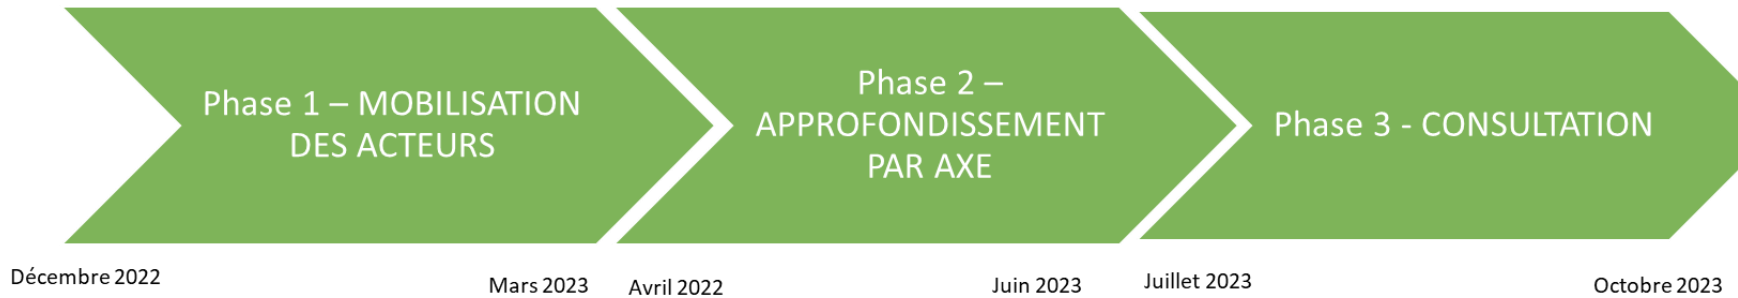 Phase 1 – MOBILISATION
DES ACTEURS
Phase 2 –
APPROFONDISSEMENT
PAR AXE
Phase 3 - CONSULTATION
Décembre 2022
Mars 2023
Avril 2022
Juin 2023
Juillet 2023
Octobre 2023